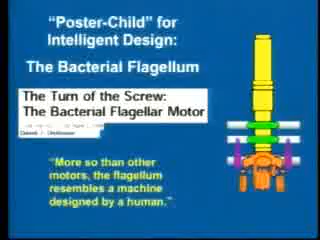 “Poster-Child” for
Intelligent Design:
The Bacterial Flagellum
The Turn of the Screw:
The Bacterial Flagellar Motor
“More so than other
motors, the flagellum
resembles a machine
designed by a human.”